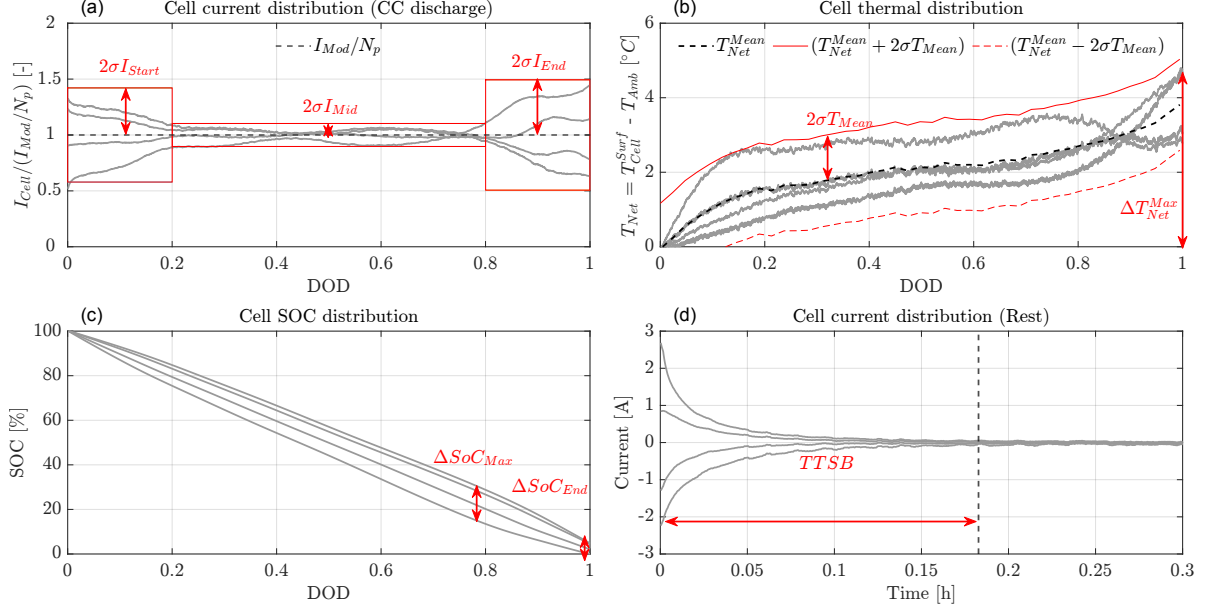 (a) Cell current distribution (CC discharge)
I_Cell/(I_Mod/N_p) [-]
2
1.5
1
0.5
0
I_Mod/N_p
2σI_Start
2σI_Mid
2σI_End
0 0.2 0.4 0.6 0.8 1
DOD
(b) Cell thermal distribution
T_Net = T_Cell^Surf - T_Amb [°C]
6
4
2
0
T_Net^Mean (T_Net^Mean + 2σT_Mean) (T_Net^Mean − 2σT_Mean)
2σT_Mean
ΔT_Net^Max
0 0.2 0.4 0.6 0.8 1
DOD
(c) Cell SOC distribution
SOC [%]
100
80
60
40
20
0
ΔSoC_Max
ΔSoC_End
0 0.2 0.4 0.6 0.8 1
DOD
(d) Cell current distribution (Rest)
Current [A]
3
2
1
0
-1
-2
-3
TTSB
0 0.05 0.1 0.15 0.2 0.25 0.3
Time [h]